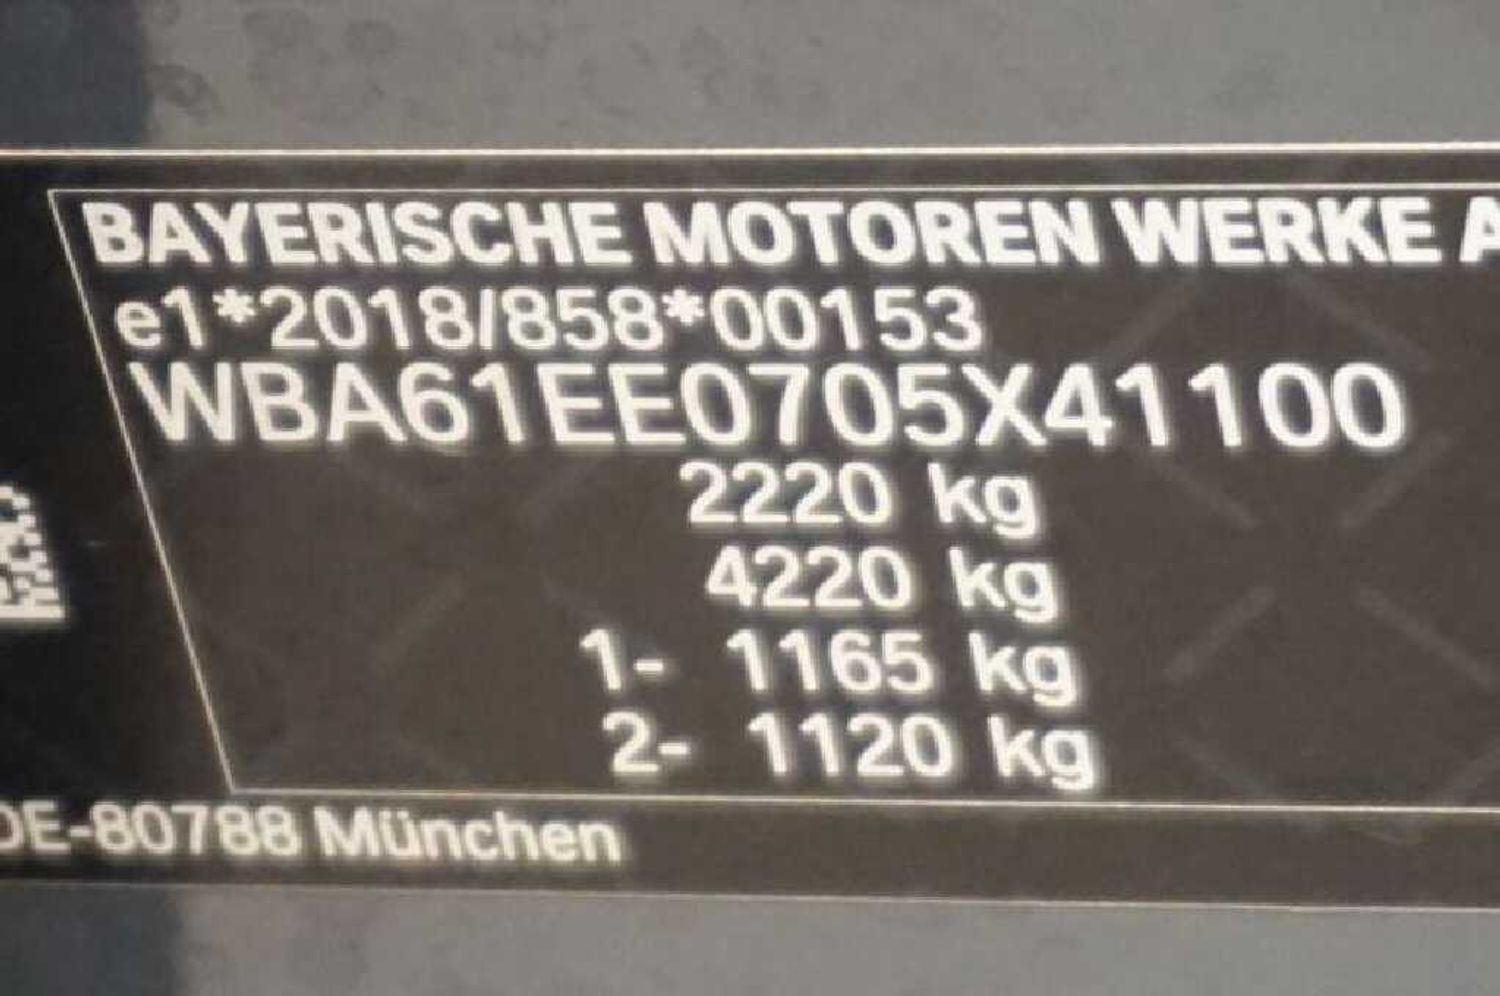 BAYERISCHE MOTOREN WERKE A
e1*2018/858*00153
WBA61EE0705X41100
2220 kg
4220 kg
1- 1165 kg
2- 1120 kg
DE-80788 München